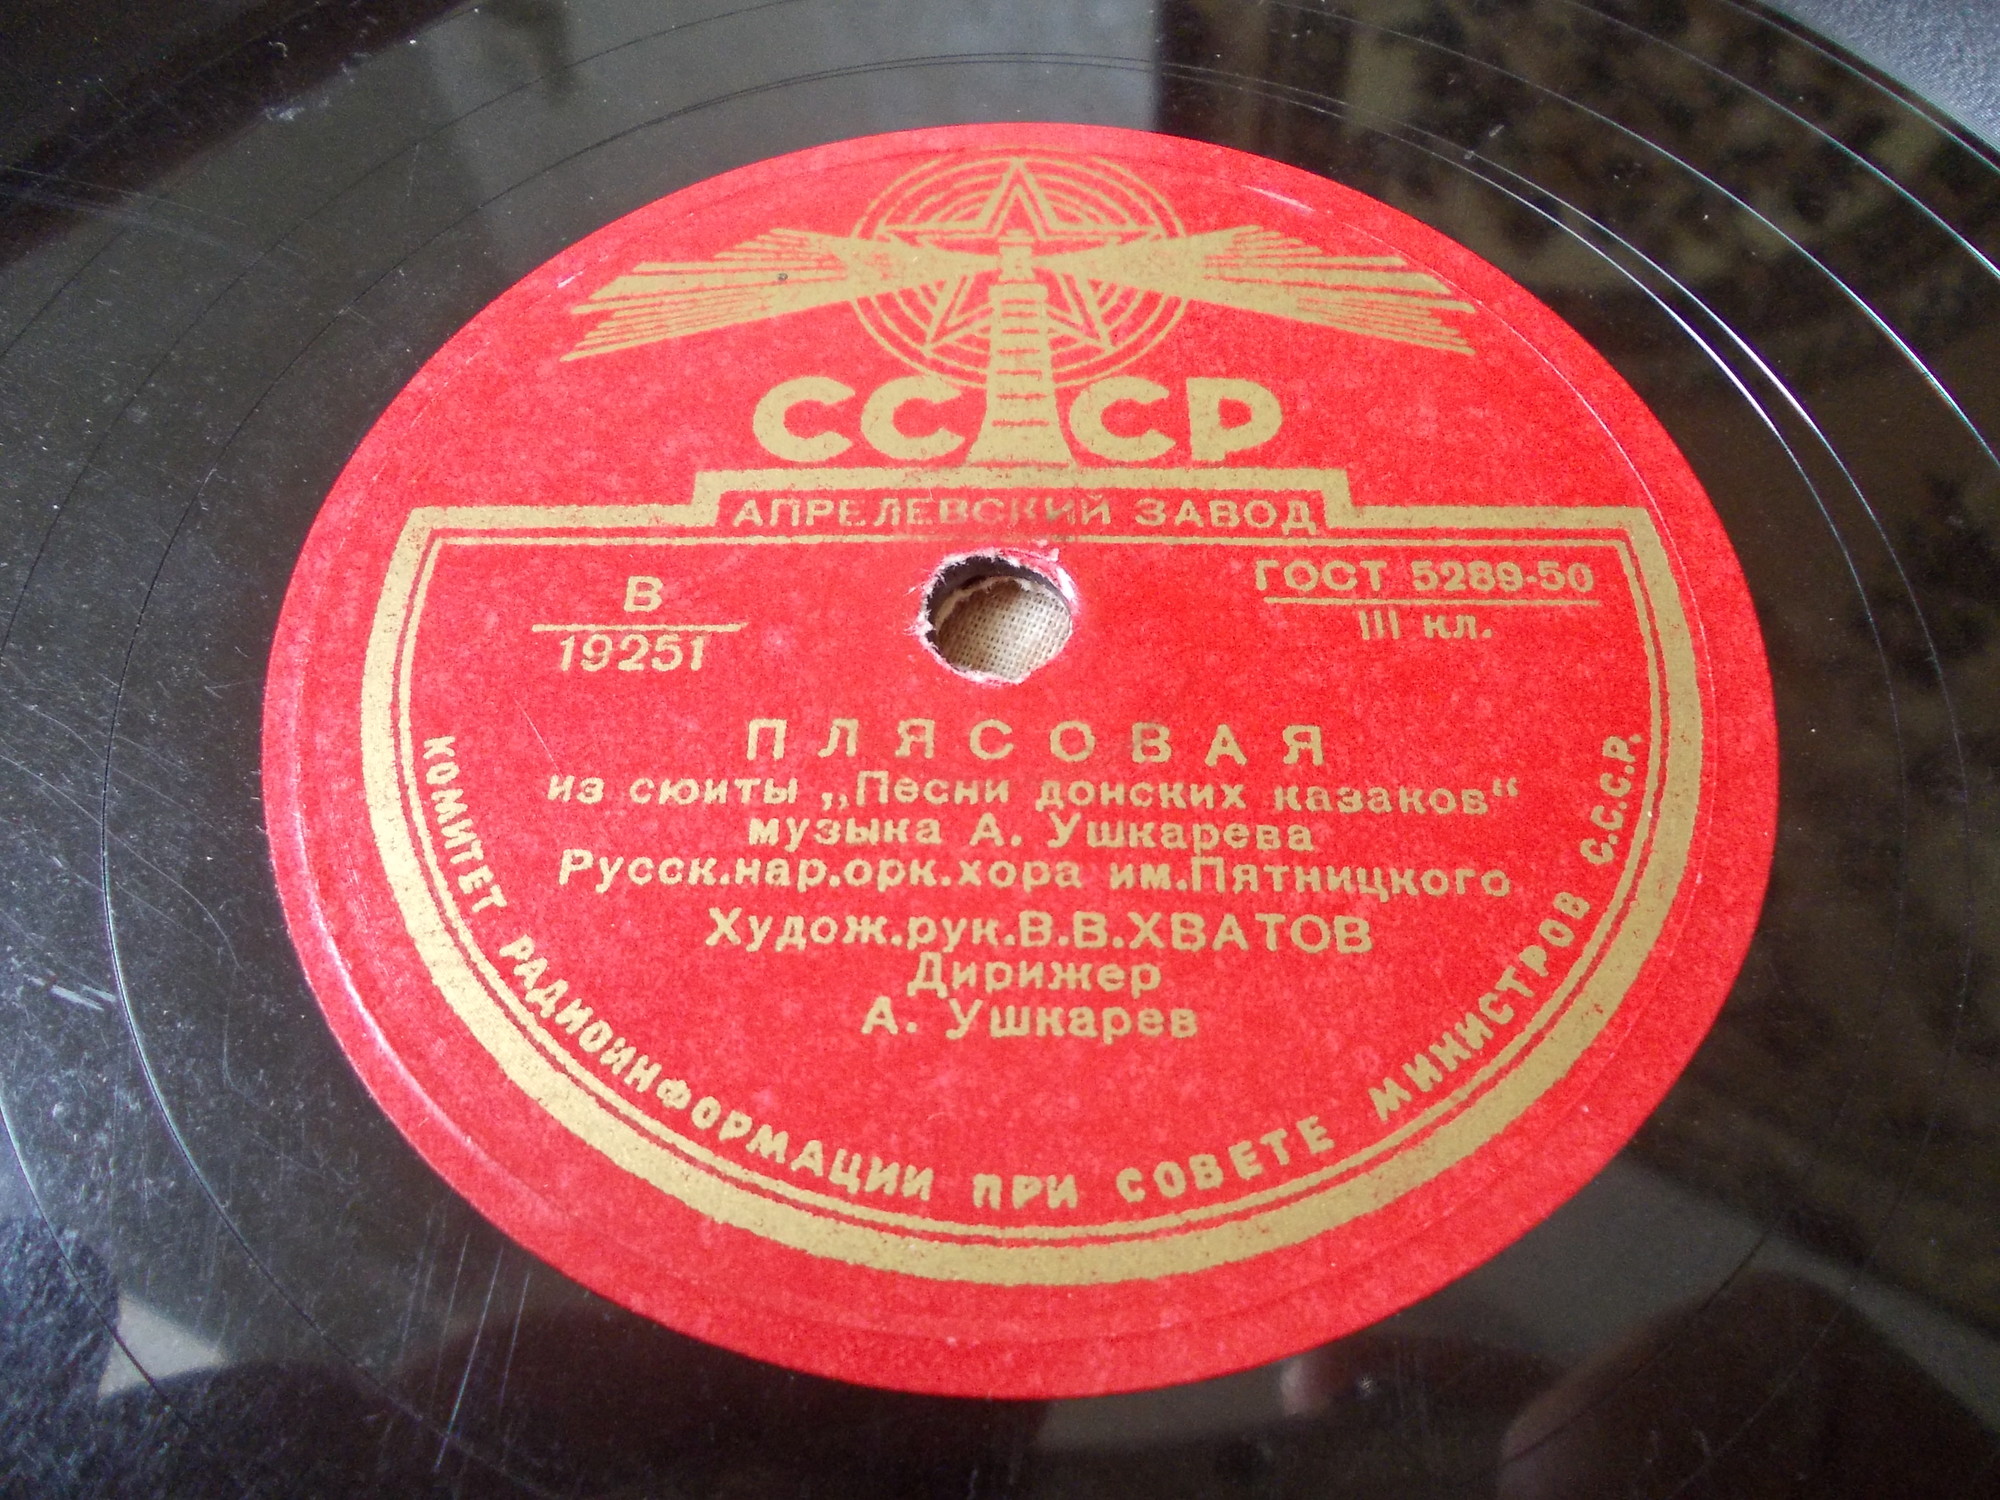 СССР
АПРЕЛЕВСКИЙ ЗАВОД
В
19251
ГОСТ 5289-50
III кл.
ПЛЯСОВАЯ
из сюиты „Песни донских казаков“
музыка А. Ушкарева
Русск.нар.орк.хора им.Пятницкого
Худож.рук.В.В.ХВАТОВ
Дирижер
А. Ушкарев
КОМИТЕТ РАДИОИНФОРМАЦИИ ПРИ СОВЕТЕ МИНИСТРОВ С.С.С.Р.